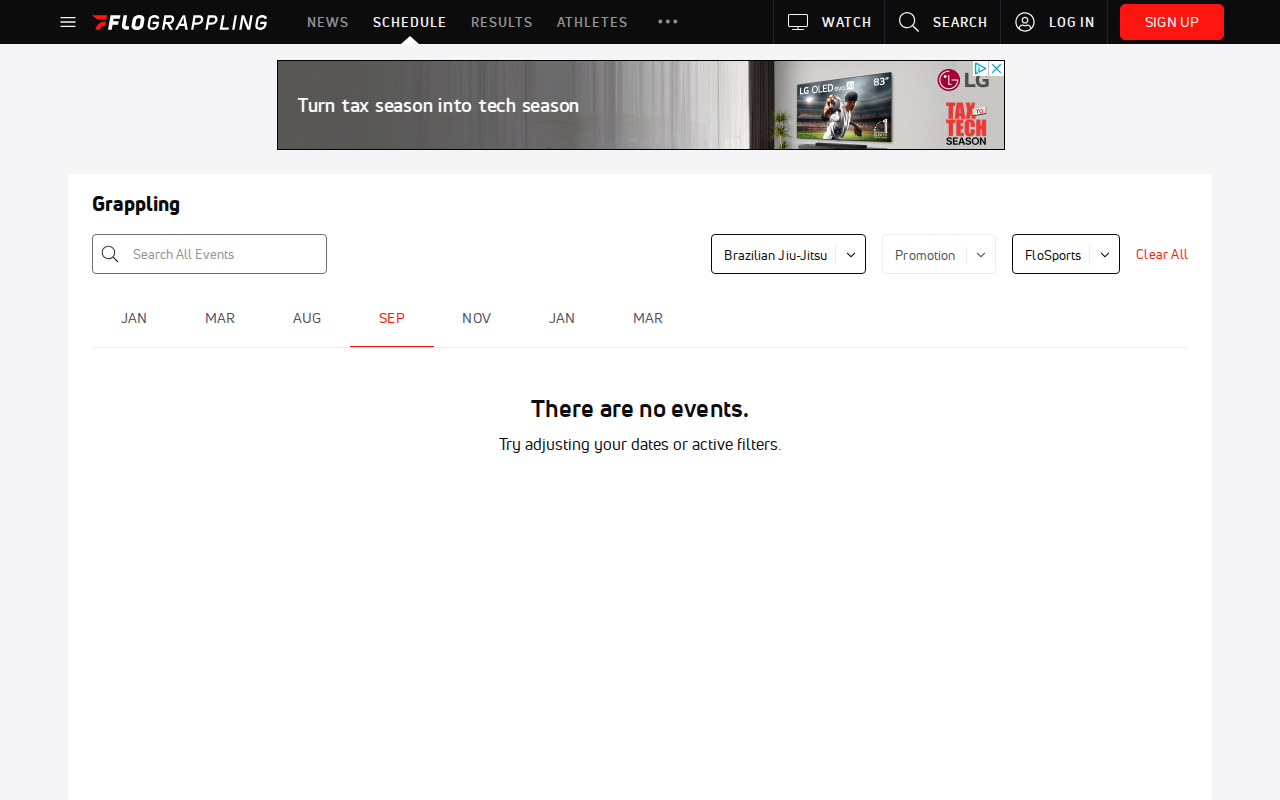 FLOGRAPPLING
NEWS
SCHEDULE
RESULTS
ATHLETES
WATCH
SEARCH
LOG IN
SIGN UP
Turn tax season into tech season
LG OLED evo AI
83"
LG
TAX
TO
TECH
SEASON
Grappling
Search All Events
Brazilian Jiu-Jitsu
Promotion
FloSports
Clear All
JAN
MAR
AUG
SEP
NOV
JAN
MAR
There are no events.
Try adjusting your dates or active filters.